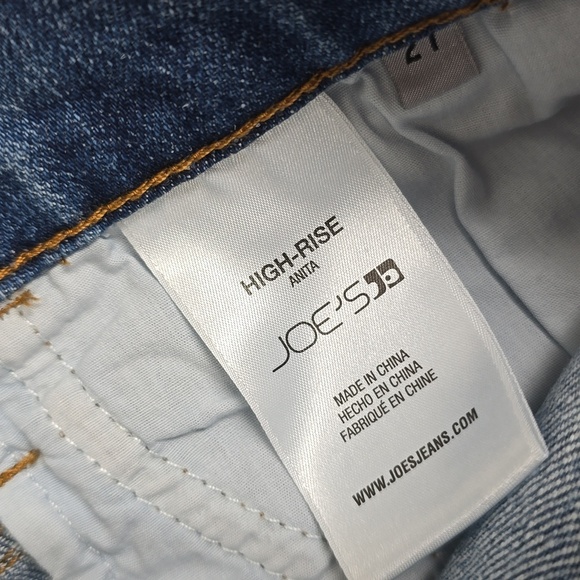 HIGH-RISE
ANITA
JOE'S
MADE IN CHINA
HECHO EN CHINA
FABRIQUÉ EN CHINE
WWW.JOESJEANS.COM